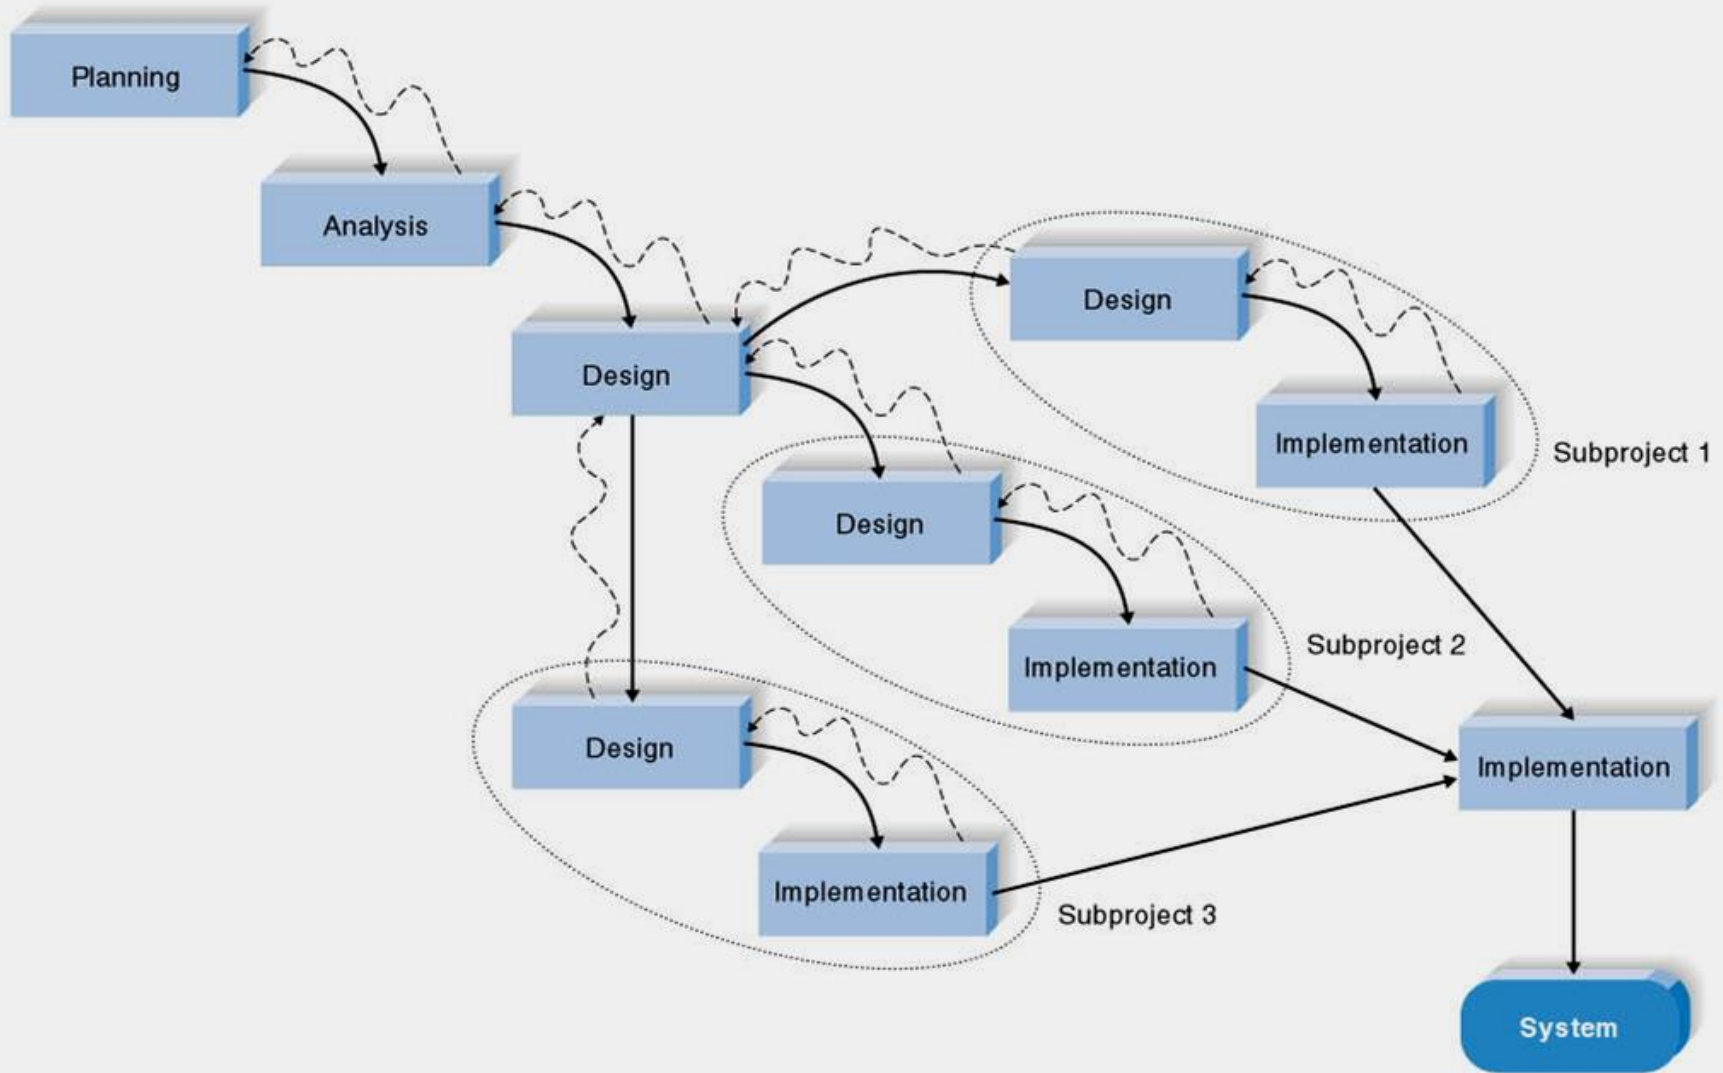 Planning
Analysis
Design
Design
Implementation
Subproject 1
Design
Implementation
Subproject 2
Design
Implementation
Subproject 3
Implementation
System